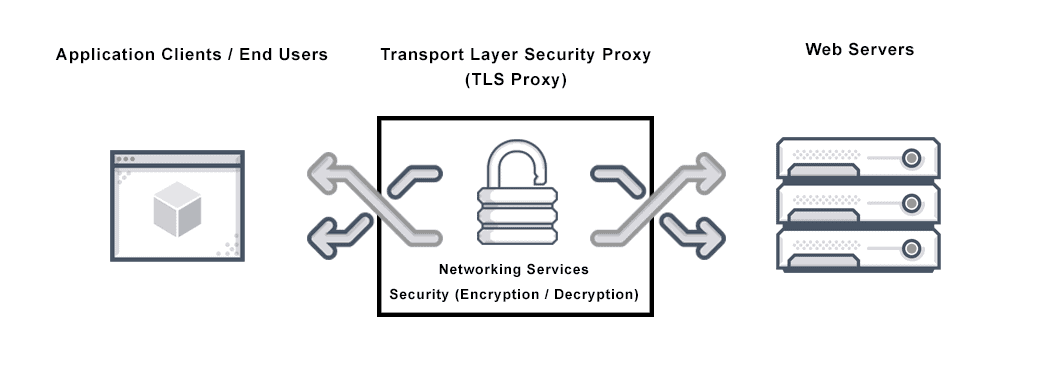 Application Clients / End Users
Transport Layer Security Proxy
(TLS Proxy)
Web Servers
Networking Services
Security (Encryption / Decryption)